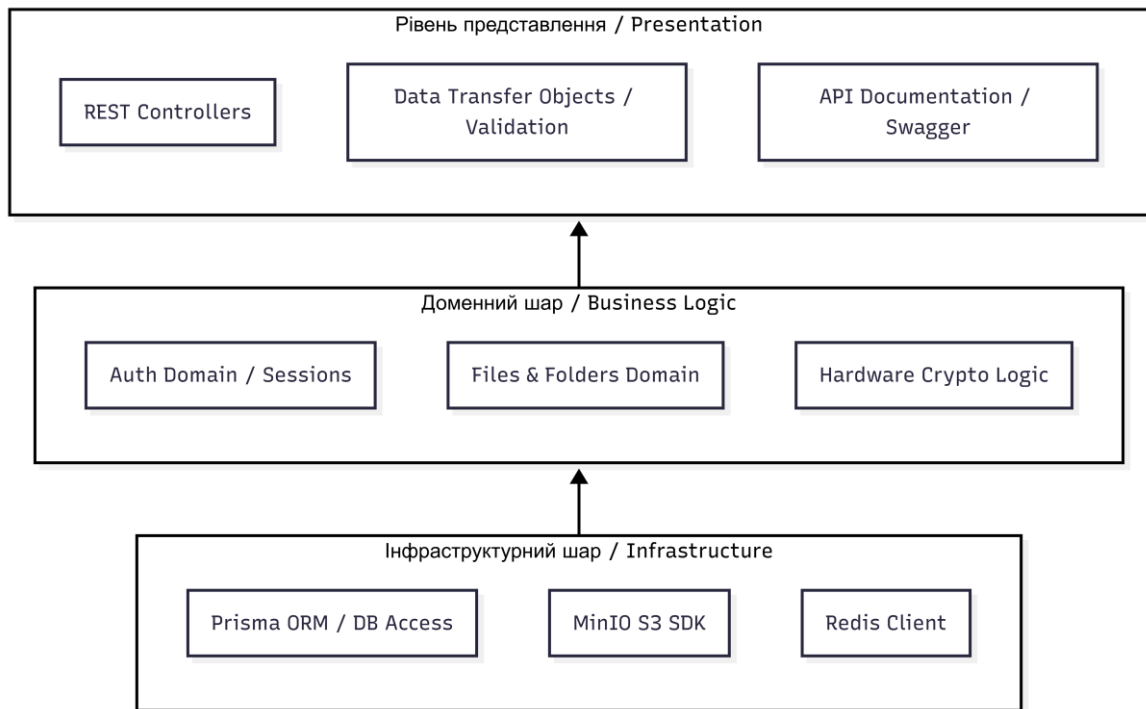 Рівень представлення / Presentation
REST Controllers
Data Transfer Objects /
Validation
API Documentation /
Swagger
Доменний шар / Business Logic
Auth Domain / Sessions
Files & Folders Domain
Hardware Crypto Logic
Інфраструктурний шар / Infrastructure
Prisma ORM / DB Access
MinIO S3 SDK
Redis Client